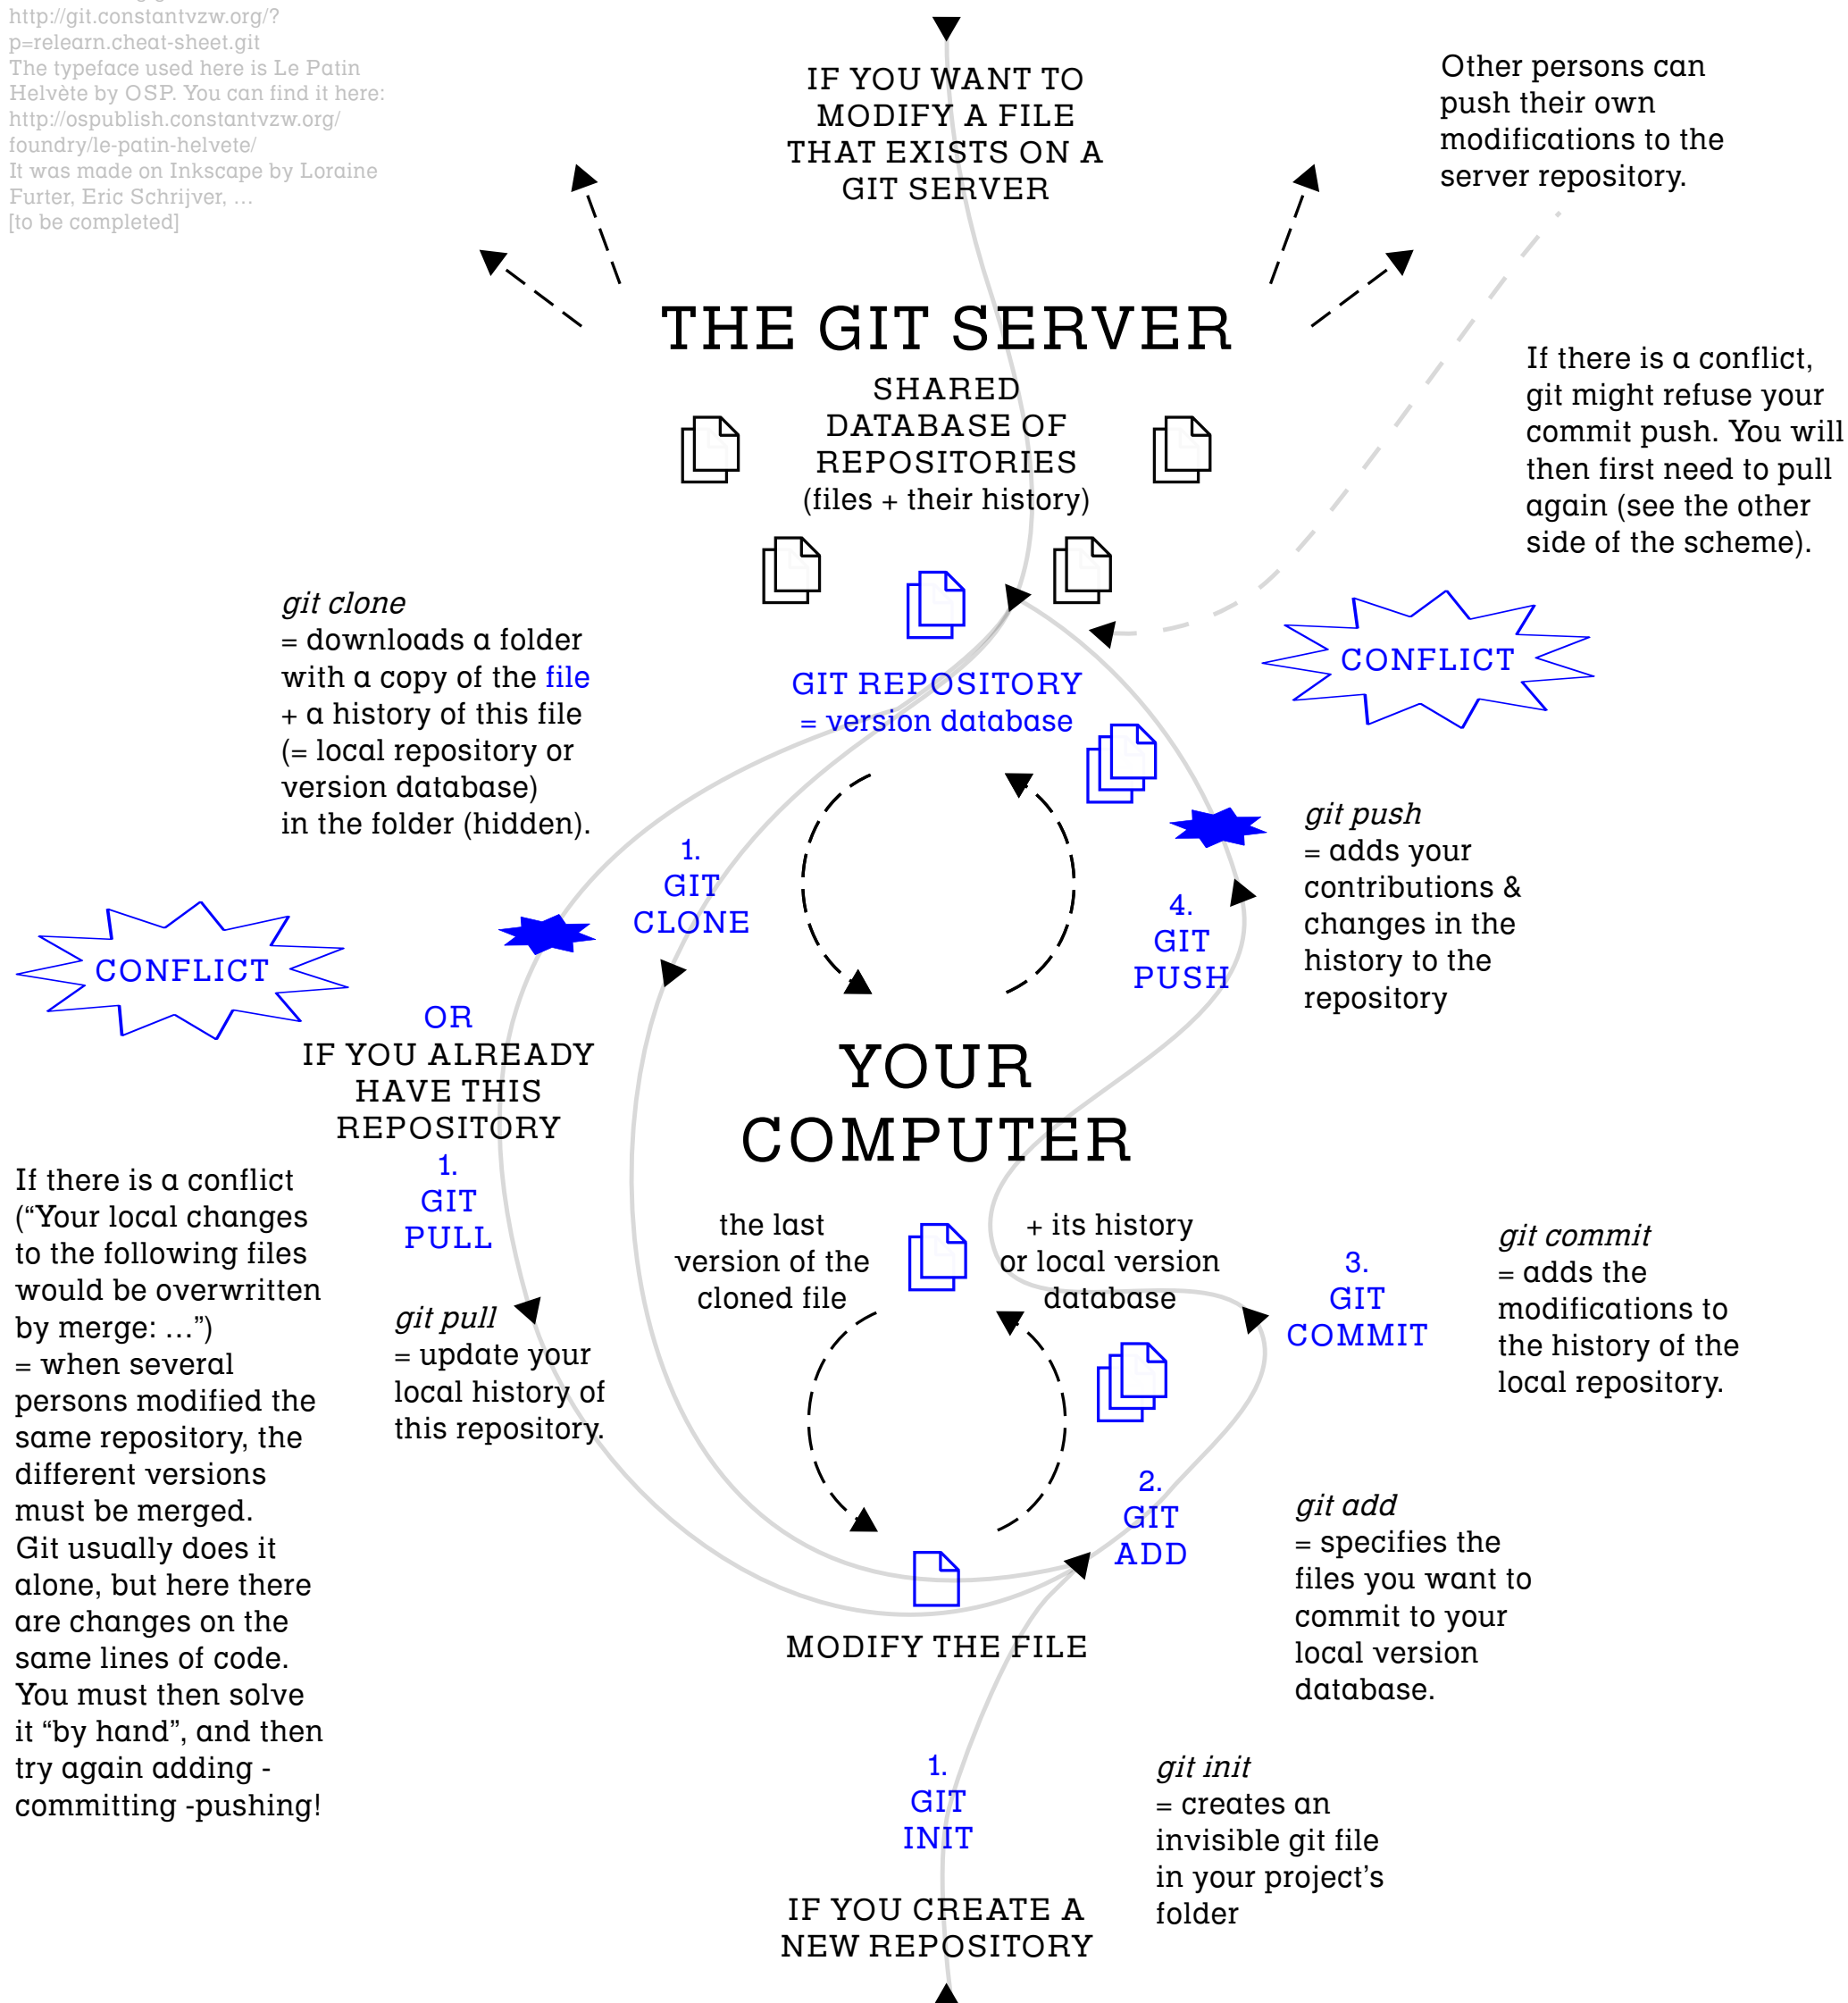 http://git.constantvzw.org/?
p=relearn.cheat-sheet.git
The typeface used here is Le Patin
Helvète by OSP. You can find it here:
http://ospublish.constantvzw.org/
foundry/le-patin-helvete/
It was made on Inkscape by Loraine
Furter, Eric Schrijver, …
[to be completed]
IF YOU WANT TO
MODIFY A FILE
THAT EXISTS ON A
GIT SERVER
Other persons can
push their own
modifications to the
server repository.
THE GIT SERVER
SHARED
DATABASE OF
REPOSITORIES
(files + their history)
If there is a conflict,
git might refuse your
commit push. You will
then first need to pull
again (see the other
side of the scheme).
git clone
= downloads a folder
with a copy of the file
+ a history of this file
(= local repository or
version database)
in the folder (hidden).
GIT REPOSITORY
= version database
CONFLICT
1.
GIT
CLONE
4.
GIT
PUSH
git push
= adds your
contributions &
changes in the
history to the
repository
CONFLICT
OR
IF YOU ALREADY
HAVE THIS
REPOSITORY
1.
GIT
PULL
YOUR
COMPUTER
If there is a conflict
(“Your local changes
to the following files
would be overwritten
by merge: …”)
= when several
persons modified the
same repository, the
different versions
must be merged.
Git usually does it
alone, but here there
are changes on the
same lines of code.
You must then solve
it “by hand”, and then
try again adding -
committing -pushing!
git pull
= update your
local history of
this repository.
the last
version of the
cloned file
+ its history
or local version
database
3.
GIT
COMMIT
git commit
= adds the
modifications to
the history of the
local repository.
2.
GIT
ADD
git add
= specifies the
files you want to
commit to your
local version
database.
MODIFY THE FILE
1.
GIT
INIT
git init
= creates an
invisible git file
in your project’s
folder
IF YOU CREATE A
NEW REPOSITORY